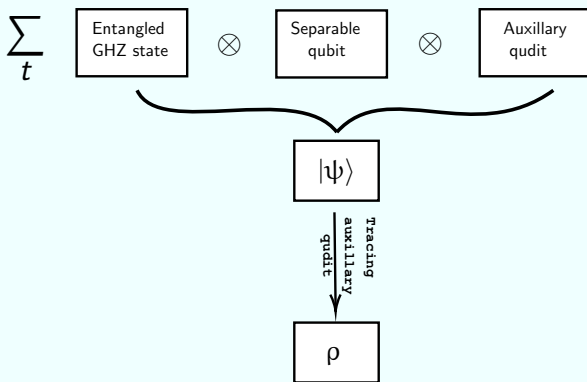 ∑
t
Entangled
GHZ state
⊗
Separable
qubit
⊗
Auxillary
qudit
|ψ⟩
Tracing
auxillary
qudit
ρ